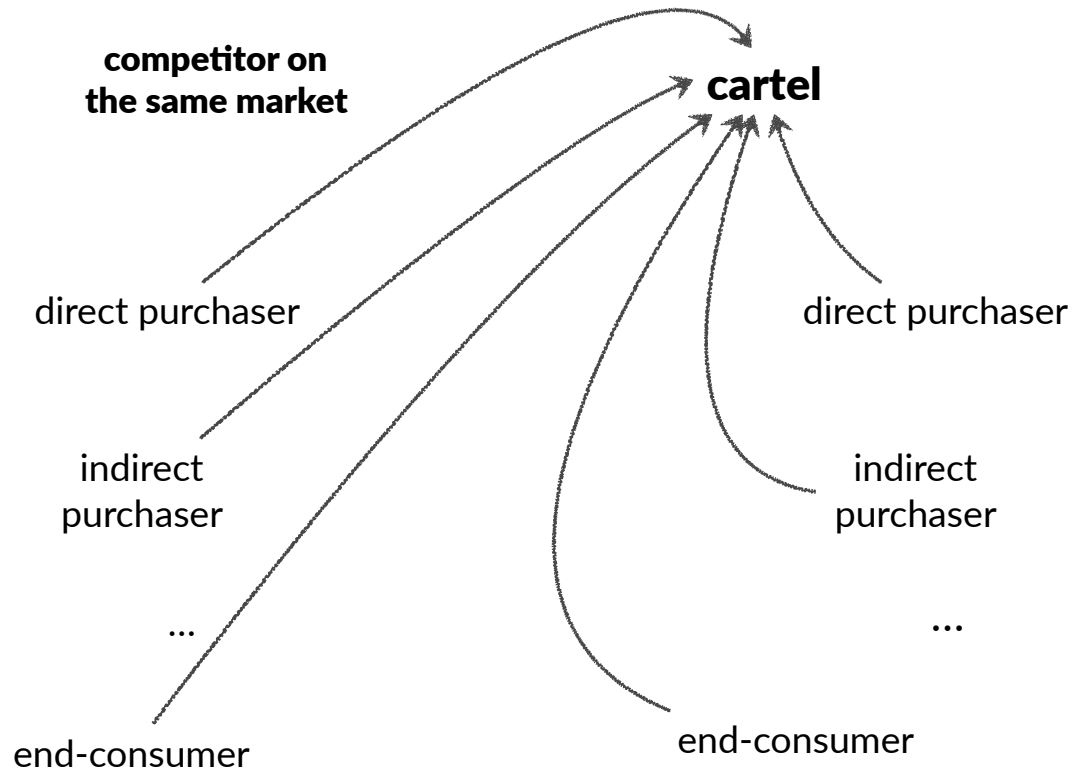 competitor on
the same market
cartel
direct purchaser
direct purchaser
indirect
purchaser
indirect
purchaser
...
...
end-consumer
end-consumer